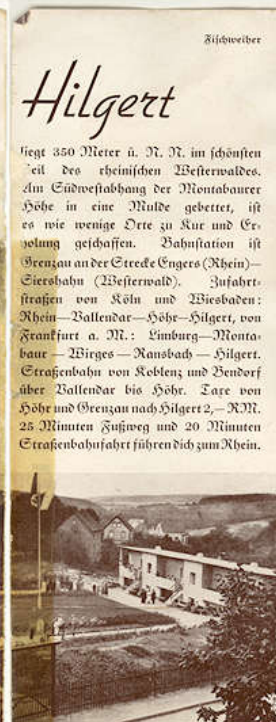 Fischweiher
Hilgert
liegt 350 Meter ü. N. N. im schönsten
Teil des rheinischen Westerwaldes.
Am Südwestabhang der Montabaurer
Höhe in eine Mulde gebettet, ist
es wie wenige Orte zu Kur und Er-
holung geschaffen. Bahnstation ist
Grenzau an der Strecke Engers (Rhein)—
Siershahn (Westerwald). Zufahrt-
straßen von Köln und Wiesbaden:
Rhein—Vallendar—Höhr—Hilgert, von
Frankfurt a. M.: Limburg—Monta-
baur — Wirges — Ransbach — Hilgert.
Straßenbahn von Koblenz und Bendorf
über Vallendar bis Höhr. Taxe von
Höhr und Grenzau nach Hilgert 2,— RM.
25 Minuten Fußweg und 20 Minuten
Straßenbahnfahrt führen dich zum Rhein.